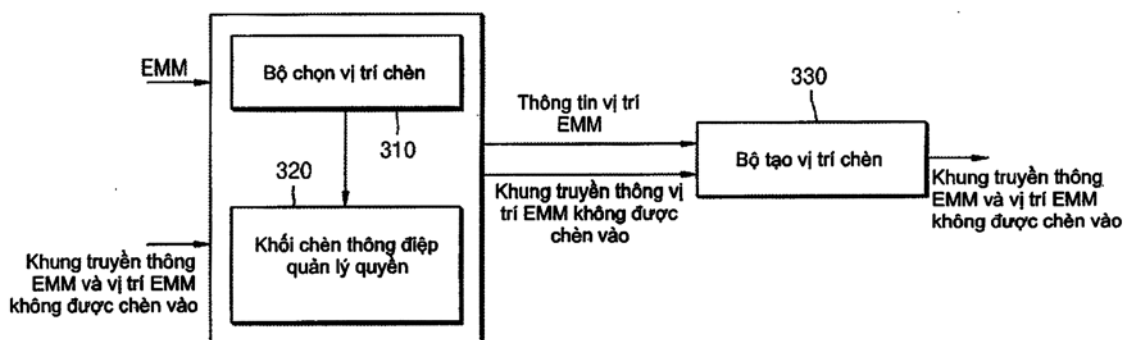 EMM
Bộ chọn vị trí chèn
310
320
Khối chèn thông điệp
quản lý quyền
Khung truyền thông
EMM và vị trí EMM
không được chèn vào
Thông tin vị trí
EMM
Khung truyền thông vị
trí EMM không được
chèn vào
330
Bộ tạo vị trí chèn
Khung truyền thông
EMM và vị trí EMM
không được chèn vào